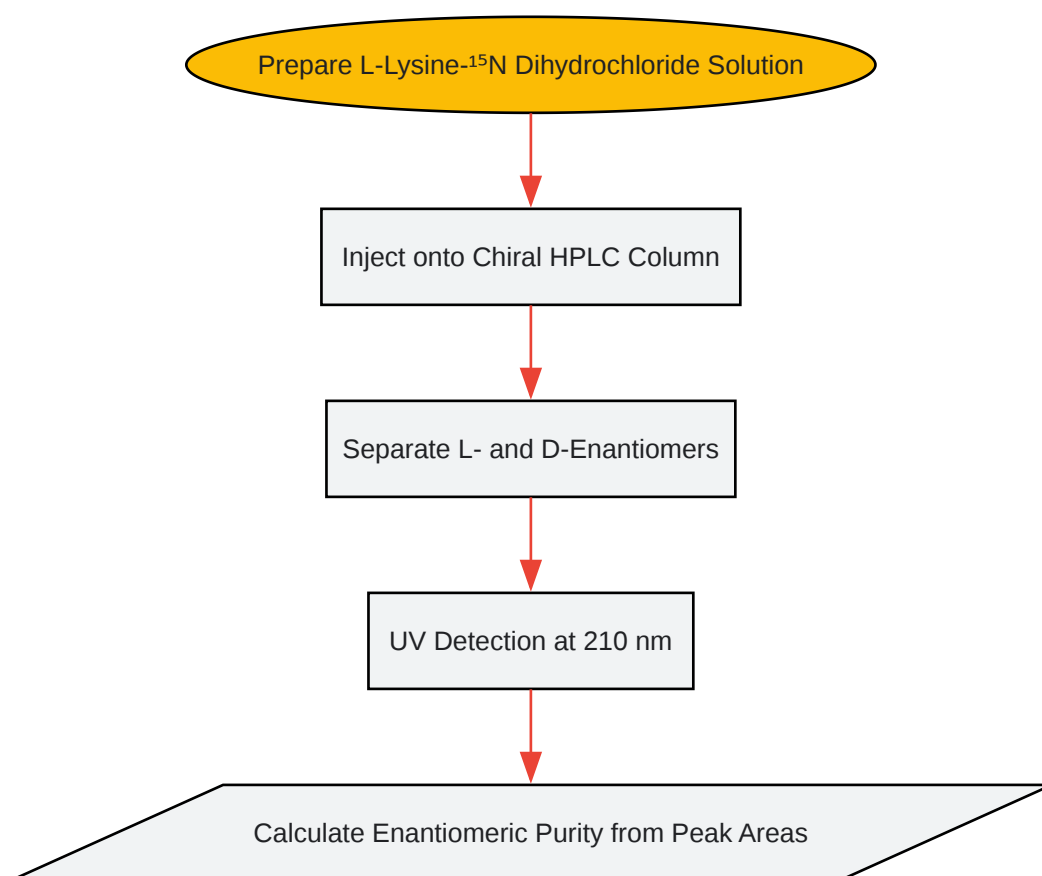 Prepare L-Lysine-¹⁵N Dihydrochloride Solution
Inject onto Chiral HPLC Column
Separate L- and D-Enantiomers
UV Detection at 210 nm
Calculate Enantiomeric Purity from Peak Areas